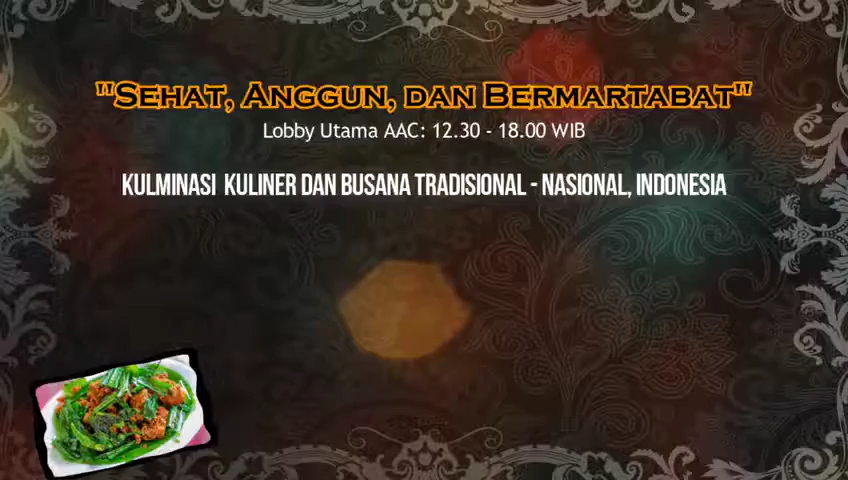 "Sehat, Anggun, dan Bermartabat"
Lobby Utama AAC: 12.30 - 18.00 WIB
KULMINASI KULINER DAN BUSANA TRADISIONAL - NASIONAL, INDONESIA